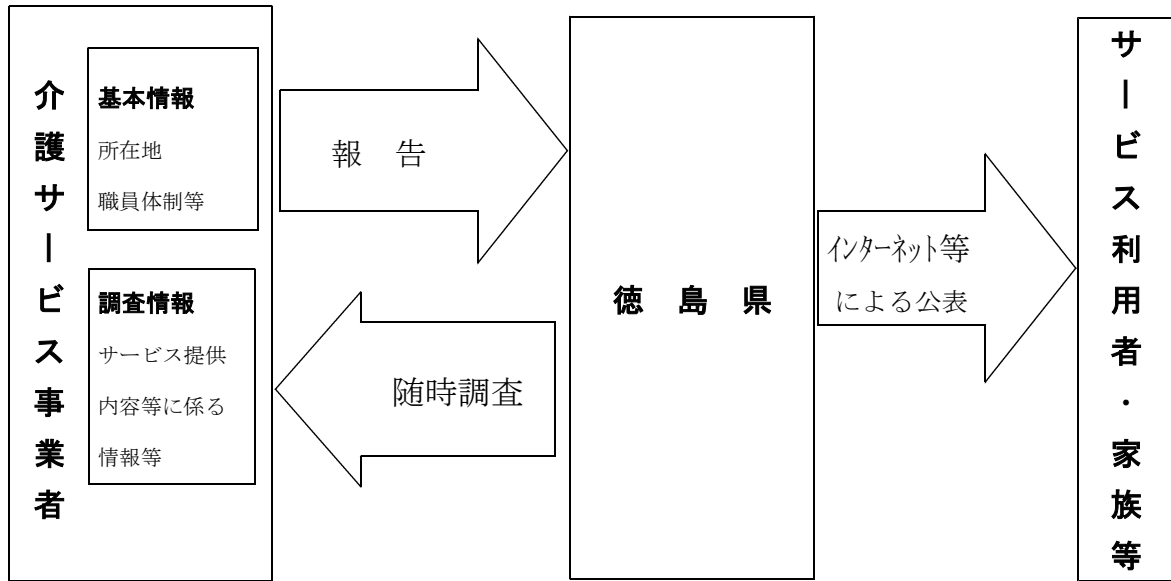 介護サービス事業者
基本情報
所在地
職員体制等
調査情報
サービス提供
内容等に係る
情報等
報 告
随時調査
徳 島 県
インターネット等
による公表
サービス利用者・家族等